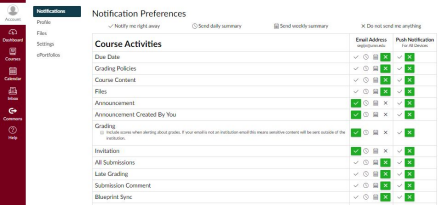 Account
Dashboard
Courses
Calendar
Inbox
Commons
Help
Notifications
Profile
Files
Settings
ePortfolios
Notification Preferences
Notify me right away
Send daily summary
Send weekly summary
Do not send me anything
Course Activities
Email Address
Push Notification
For All Devices
Due Date
Grading Policies
Course Content
Files
Announcement
Announcement Created By You
Grading
Include scores when alerting about grades. If your email is not an institution email this means sensitive content will be sent outside of the
institution.
Invitation
All Submissions
Late Grading
Submission Comment
Blueprint Sync